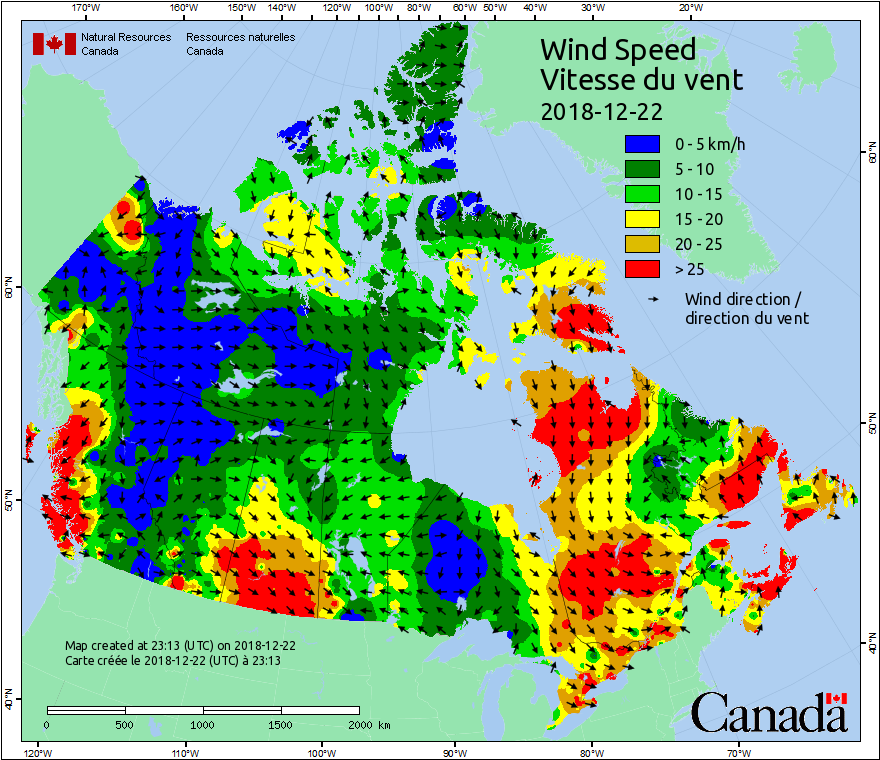 170°W 160°W 150°W 140°W 130°W 120°W 110°W 100°W 90°W 80°W 70°W 60°W 50°W 40°W 30°W 20°W
Natural Resources Ressources naturelles
Canada Canada
Wind Speed
Vitesse du vent
2018-12-22
0 - 5 km/h
5 - 10
10 - 15
15 - 20
20 - 25
> 25
Wind direction /
direction du vent
60°N
60°N
50°N
50°N
40°N
40°N
Map created at 23:13 (UTC) on 2018-12-22
Carte créée le 2018-12-22 (UTC) à 23:13
0 500 1000 1500 2000 km
Canada
120°W 110°W 100°W 90°W 80°W 70°W